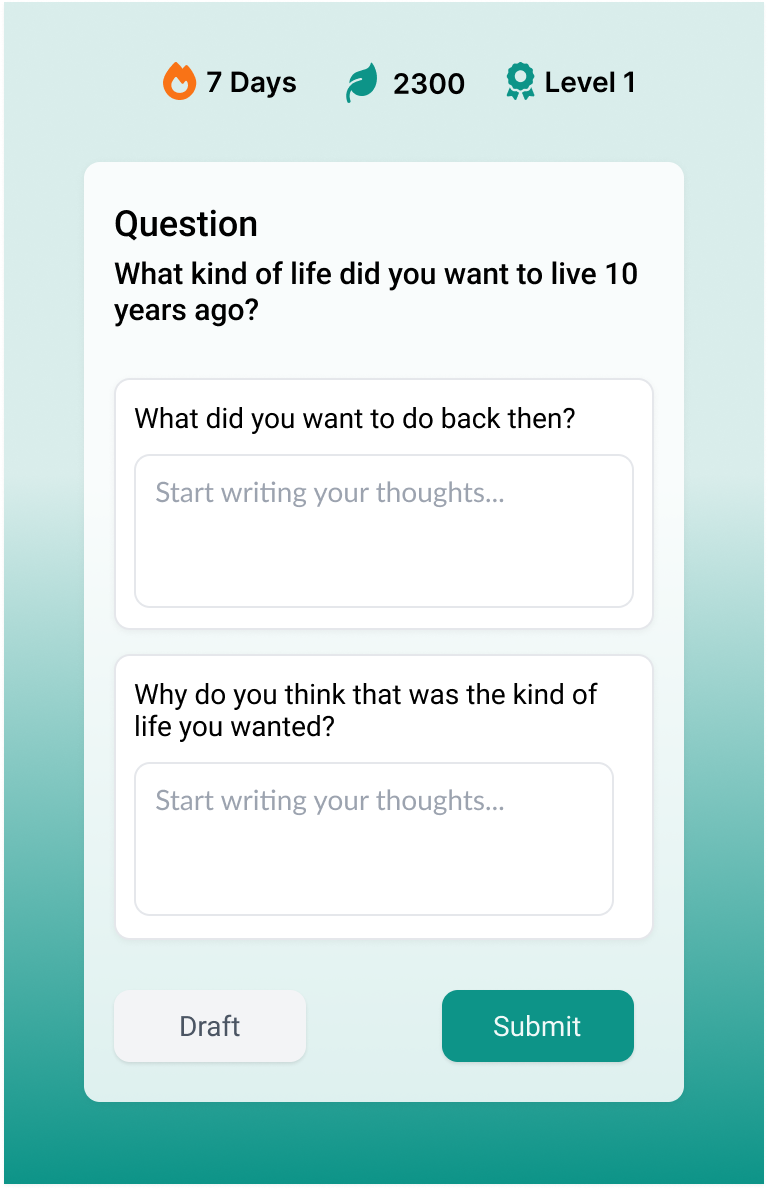 7 Days
2300
Level 1
Question
What kind of life did you want to live 10
years ago?
What did you want to do back then?
Start writing your thoughts...
Why do you think that was the kind of
life you wanted?
Start writing your thoughts...
Draft
Submit